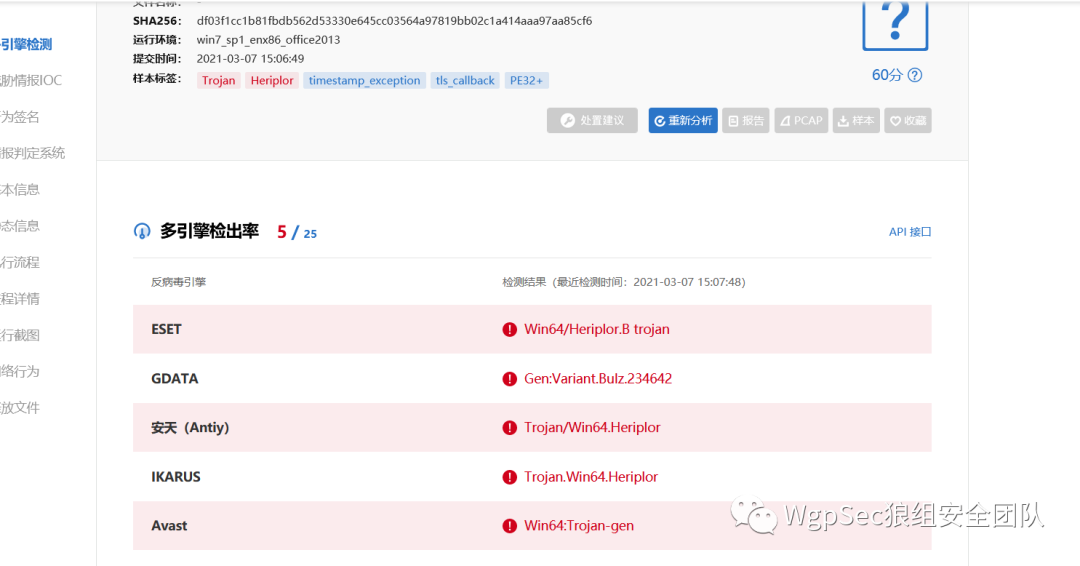 文件名称： -
SHA256： df03f1cc1b81fbdb562d53330e645cc03564a97819bb02c1a414aaa97aa85cf6
运行环境： win7_sp1_enx86_office2013
提交时间： 2021-03-07 15:06:49
样本标签： Trojan Heriplor timestamp_exception tls_callback PE32+
?
60分 ?
处置建议 重新分析 报告 PCAP 样本 收藏
引擎检测
胁情报IOC
为签名
报判定系统
本信息
态信息
行流程
程详情
行截图
络行为
放文件
多引擎检出率 5 / 25
API 接口
反病毒引擎 检测结果（最近检测时间：2021-03-07 15:07:48）
ESET Win64/Heriplor.B trojan
GDATA Gen:Variant.Bulz.234642
安天（Antiy） Trojan/Win64.Heriplor
IKARUS Trojan.Win64.Heriplor
Avast Win64:Trojan-gen
WgpSec狼组安全团队